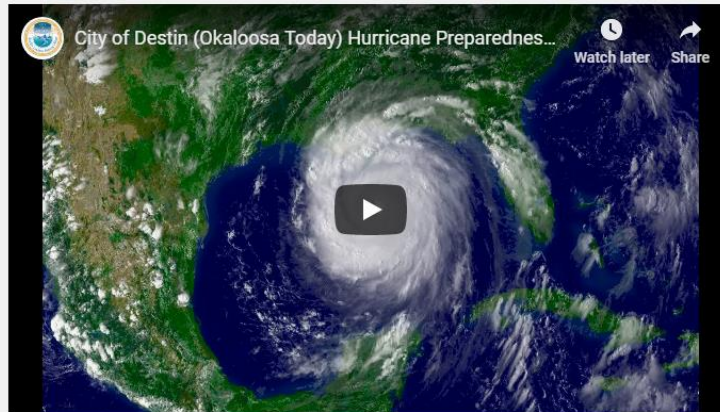 City of Destin (Okaloosa Today) Hurricane Preparednes...
Watch later
Share